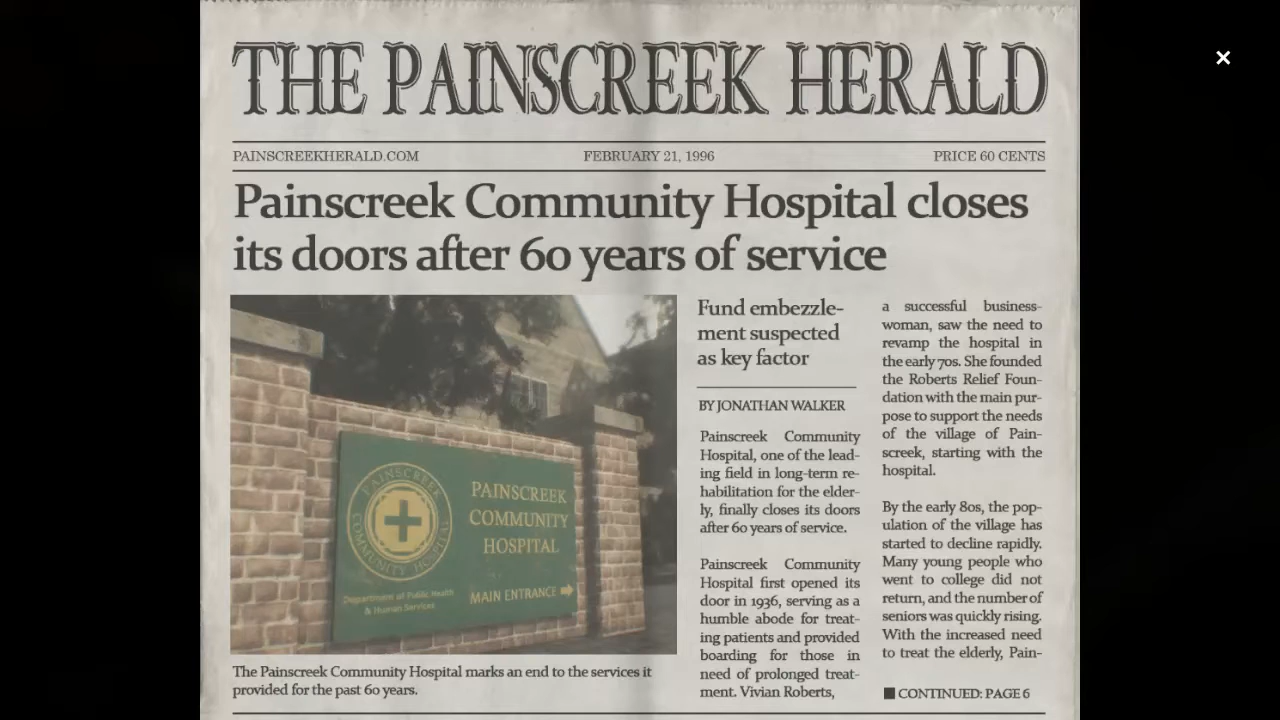 THE PAINSCREEK HERALD
PAINSCREEKHERALD.COM FEBRUARY 21, 1996 PRICE 60 CENTS
Painscreek Community Hospital closes
its doors after 60 years of service
PAINSCREEK
COMMUNITY HOSPITAL
PAINSCREEK
COMMUNITY
HOSPITAL
MAIN ENTRANCE
Department of Public Health
& Human Services
The Painscreek Community Hospital marks an end to the services it
provided for the past 60 years.
Fund embezzle-
ment suspected
as key factor
BY JONATHAN WALKER
Painscreek Community
Hospital, one of the lead-
ing field in long-term re-
habilitation for the elder-
ly, finally closes its doors
after 60 years of service.
Painscreek Community
Hospital first opened its
door in 1936, serving as a
humble abode for treat-
ing patients and provided
boarding for those in
need of prolonged treat-
ment. Vivian Roberts,
a successful business-
woman, saw the need to
revamp the hospital in
the early 70s. She founded
the Roberts Relief Foun-
dation with the main pur-
pose to support the needs
of the village of Pain-
screek, starting with the
hospital.
By the early 80s, the pop-
ulation of the village has
started to decline rapidly.
Many young people who
went to college did not
return, and the number of
seniors was quickly rising.
With the increased need
to treat the elderly, Pain-
CONTINUED: PAGE 6